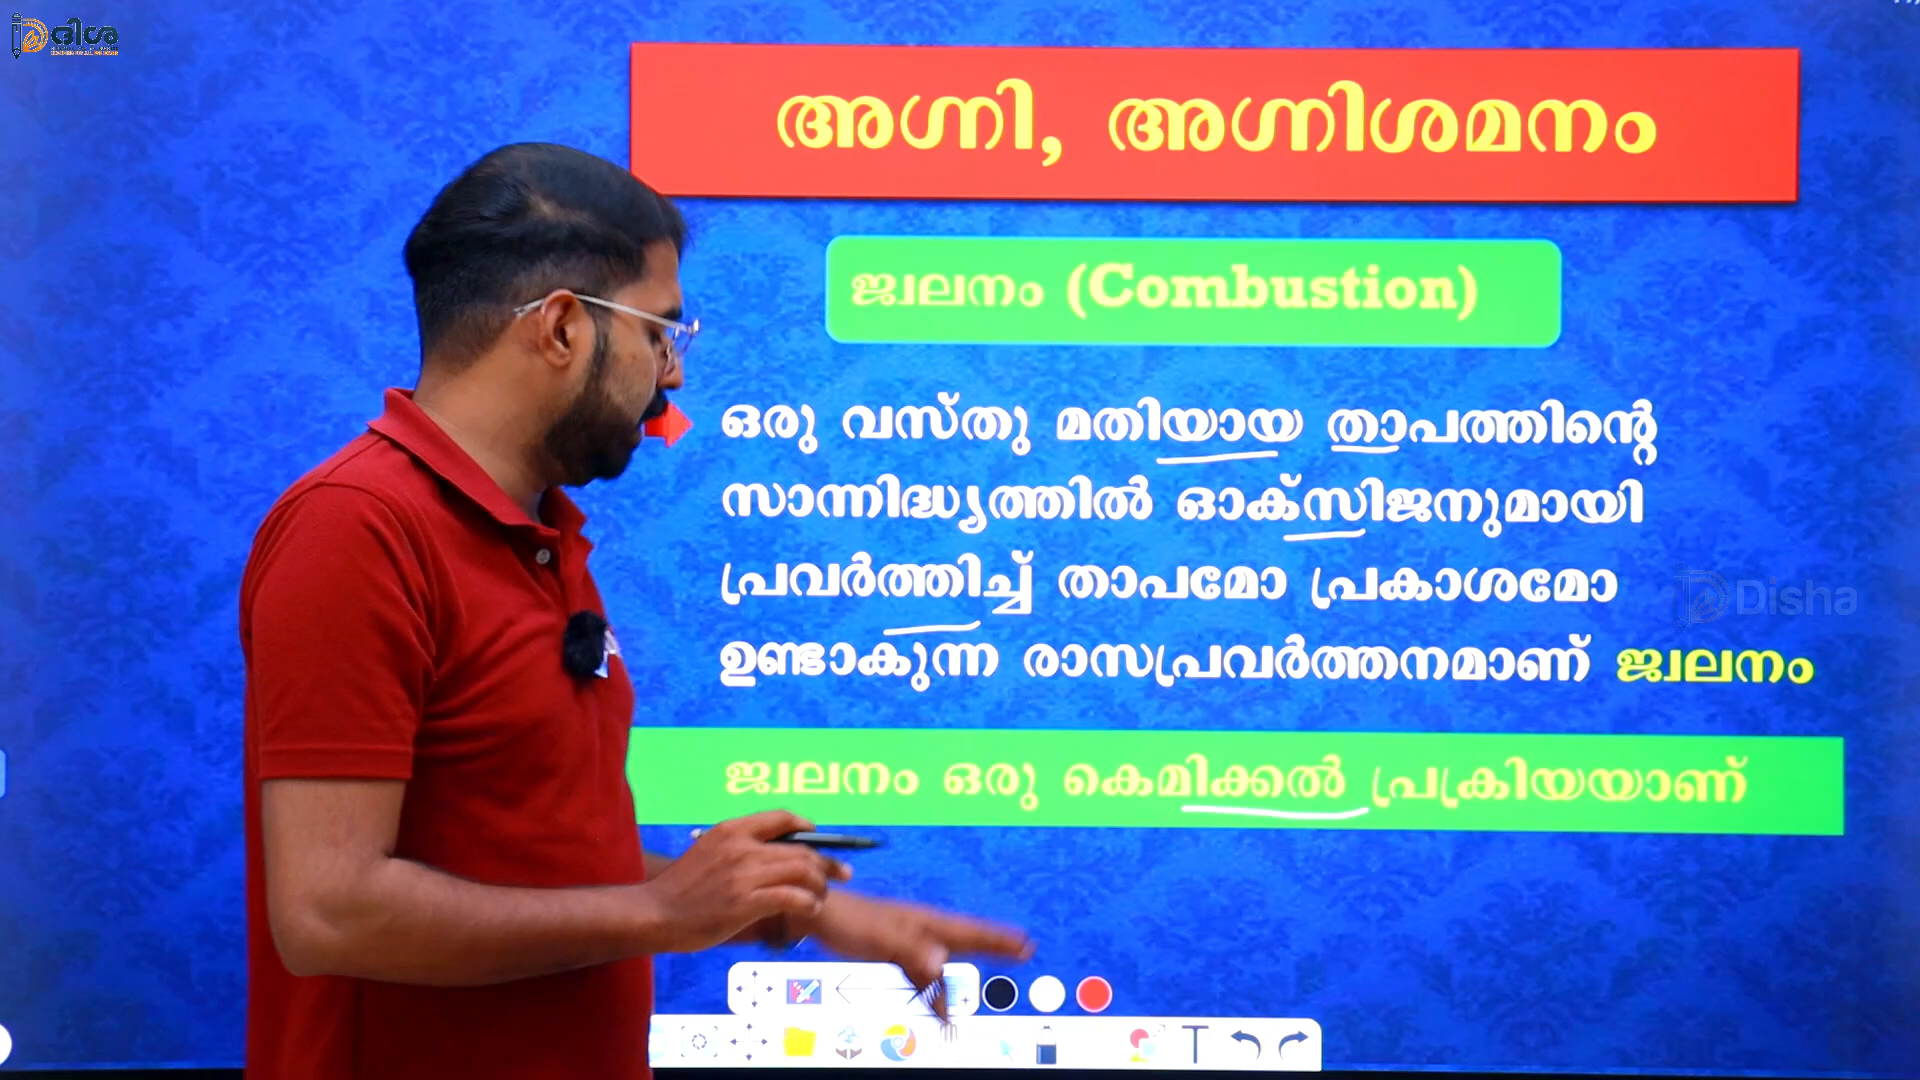 ദിശ
അഗ്നി, അഗ്നിശമനം
ജ്വലനം (Combustion)
ഒരു വസ്തു മതിയായ താപത്തിന്റെ
സാന്നിദ്ധ്യത്തിൽ ഓക്സിജനുമായി
പ്രവർത്തിച്ച് താപമോ പ്രകാശമോ
Disha
ഉണ്ടാകുന്ന രാസപ്രവർത്തനമാണ് ജ്വലനം
ജ്വലനം ഒരു കെമിക്കൽ പ്രക്രിയയാണ്
T